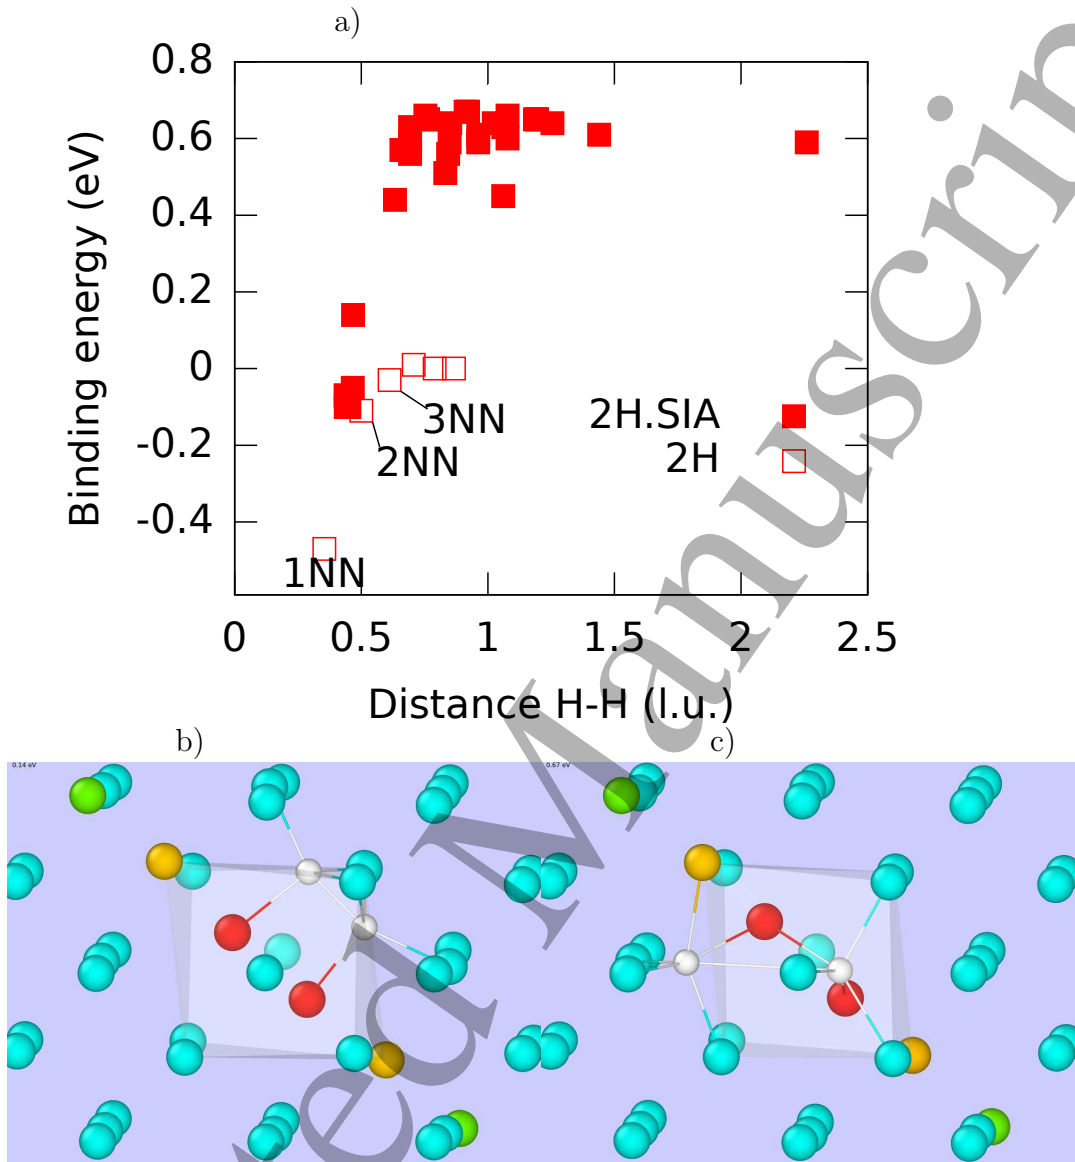 a)
0.8
0.6
0.4
0.2
0
-0.2
-0.4
Binding energy (eV)
3NN
2NN
1NN
2H.SIA
2H
0 0.5 1 1.5 2 2.5
Distance H-H (l.u.)
b) c)
0.14 eV 0.67 eV
ed Manuscrip